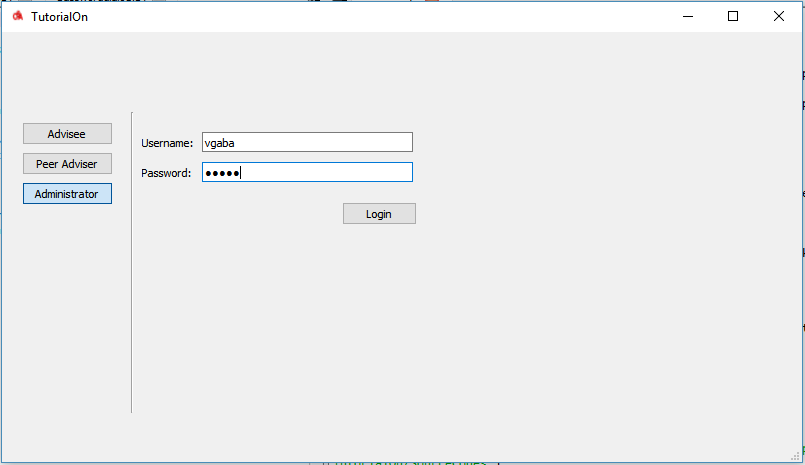 TutorialOn
Advisee
Peer Adviser
Administrator
Username: vgaba
Password: ●●●●●
Login